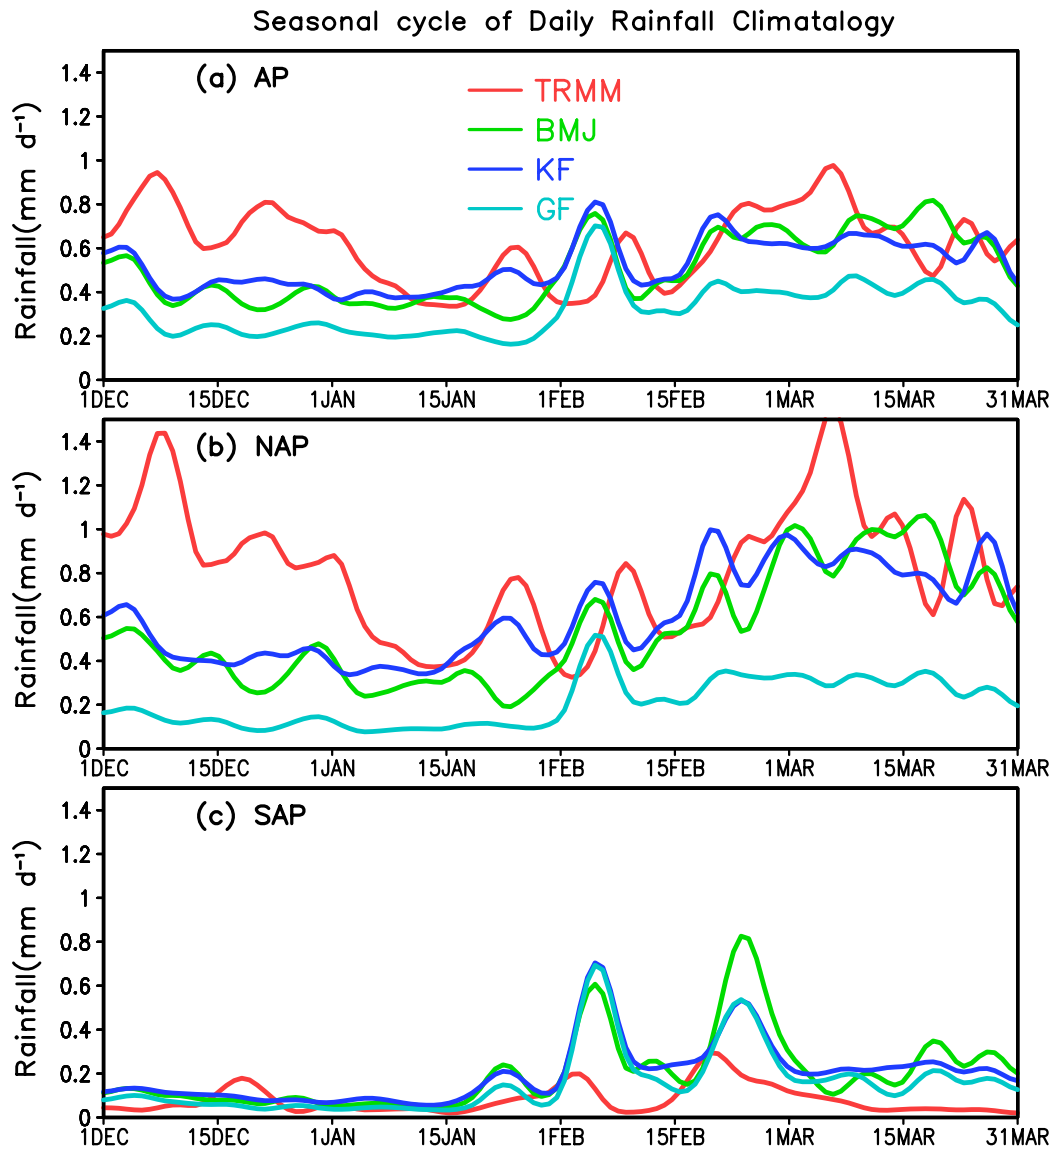 Seasonal cycle of Daily Rainfall Climatalogy
(a) AP
TRMM
BMJ
KF
GF
Rainfall(mm d⁻¹)
1.4
1.2
1
0.8
0.6
0.4
0.2
0
1DEC 15DEC 1JAN 15JAN 1FEB 15FEB 1MAR 15MAR 31MAR
(b) NAP
Rainfall(mm d⁻¹)
1.4
1.2
1
0.8
0.6
0.4
0.2
0
1DEC 15DEC 1JAN 15JAN 1FEB 15FEB 1MAR 15MAR 31MAR
(c) SAP
Rainfall(mm d⁻¹)
1.4
1.2
1
0.8
0.6
0.4
0.2
0
1DEC 15DEC 1JAN 15JAN 1FEB 15FEB 1MAR 15MAR 31MAR